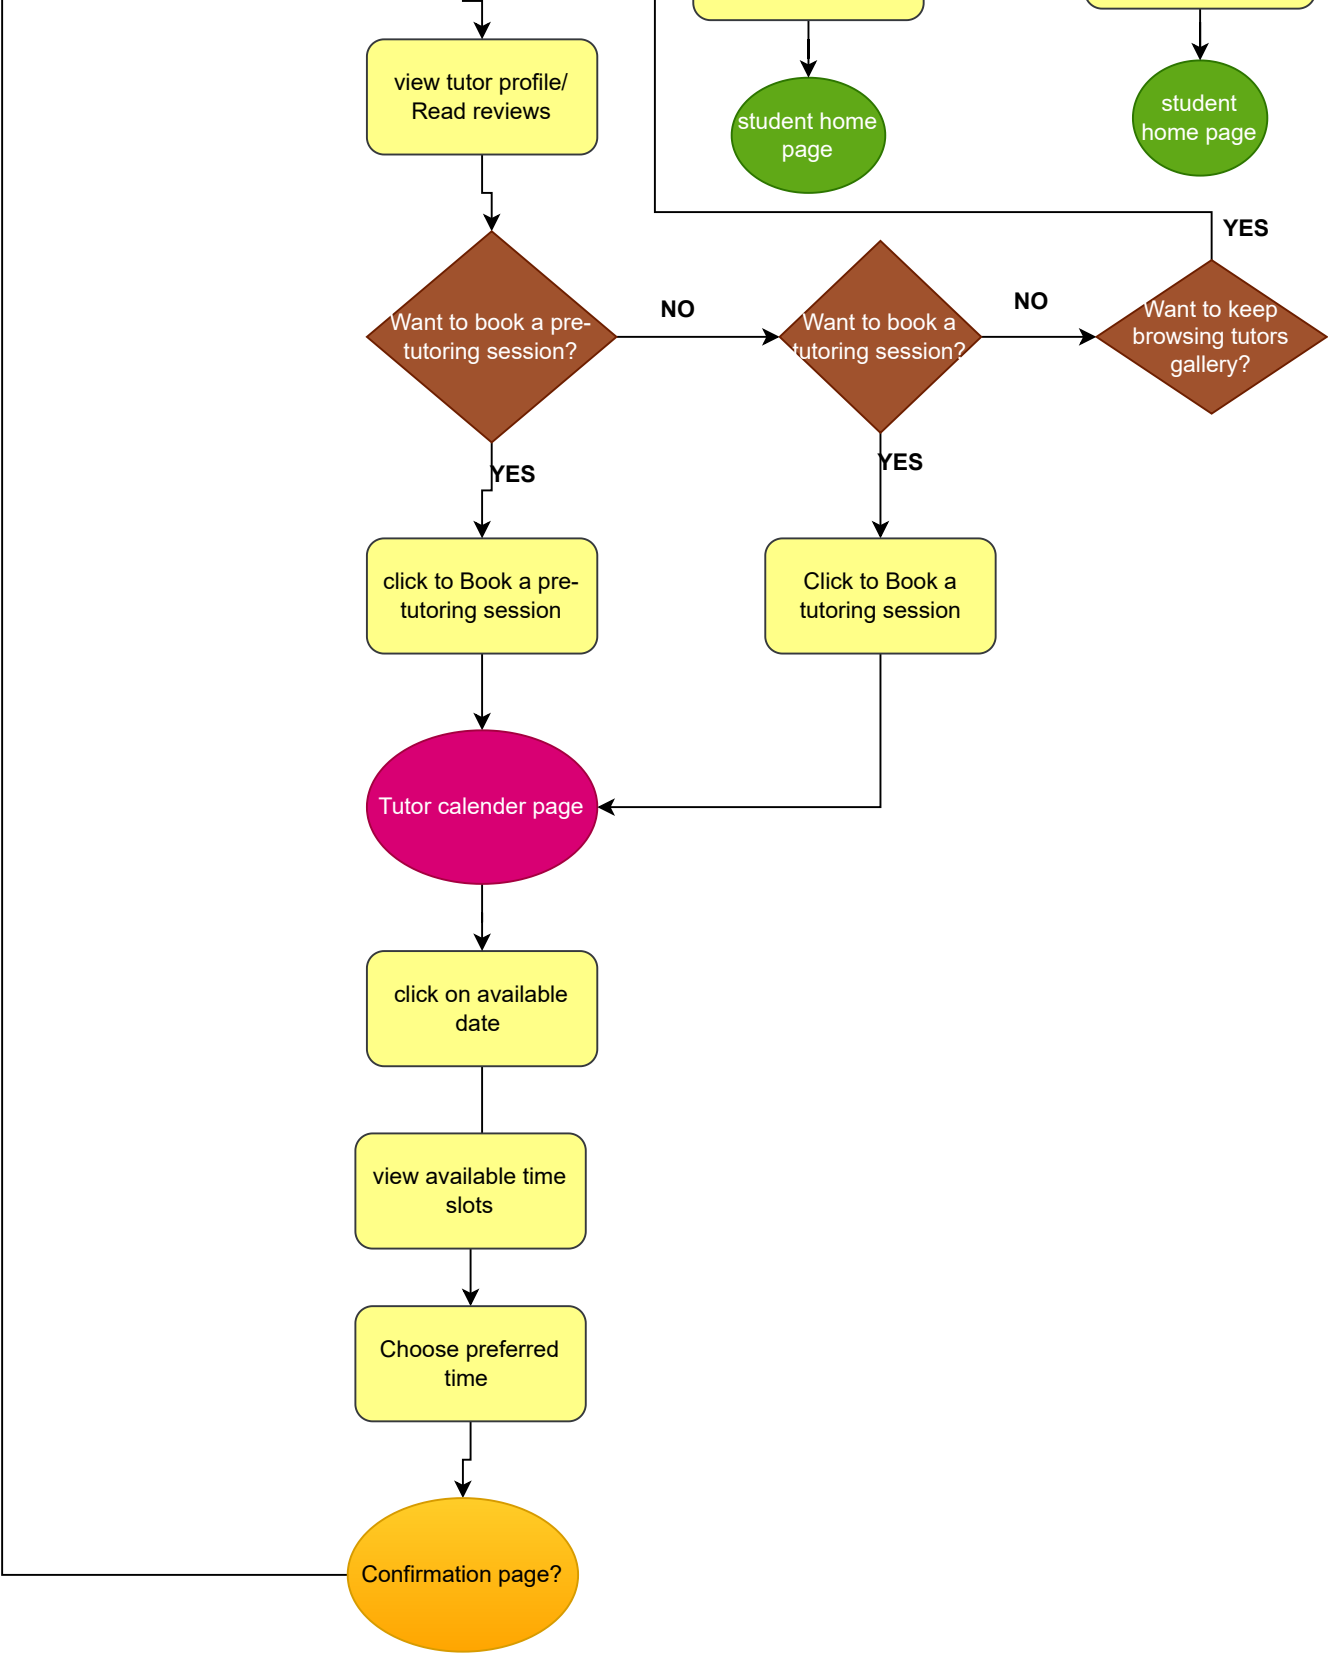 view tutor profile/
Read reviews
student home
page
student
home page
YES
Want to book a pre-
tutoring session?
NO
Want to book a
tutoring session?
NO
Want to keep
browsing tutors
gallery?
YES
YES
click to Book a pre-
tutoring session
Click to Book a
tutoring session
Tutor calender page
click on available
date
view available time
slots
Choose preferred
time
Confirmation page?